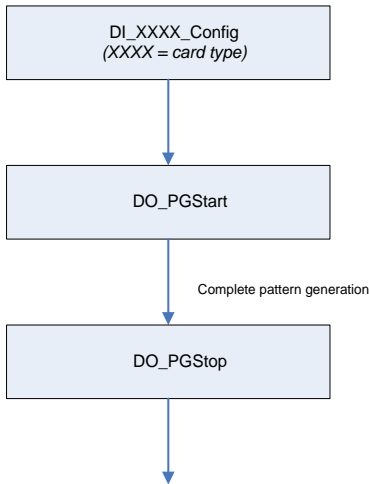 DI_XXXX_Config
(XXXX = card type)
DO_PGStart
Complete pattern generation
DO_PGStop